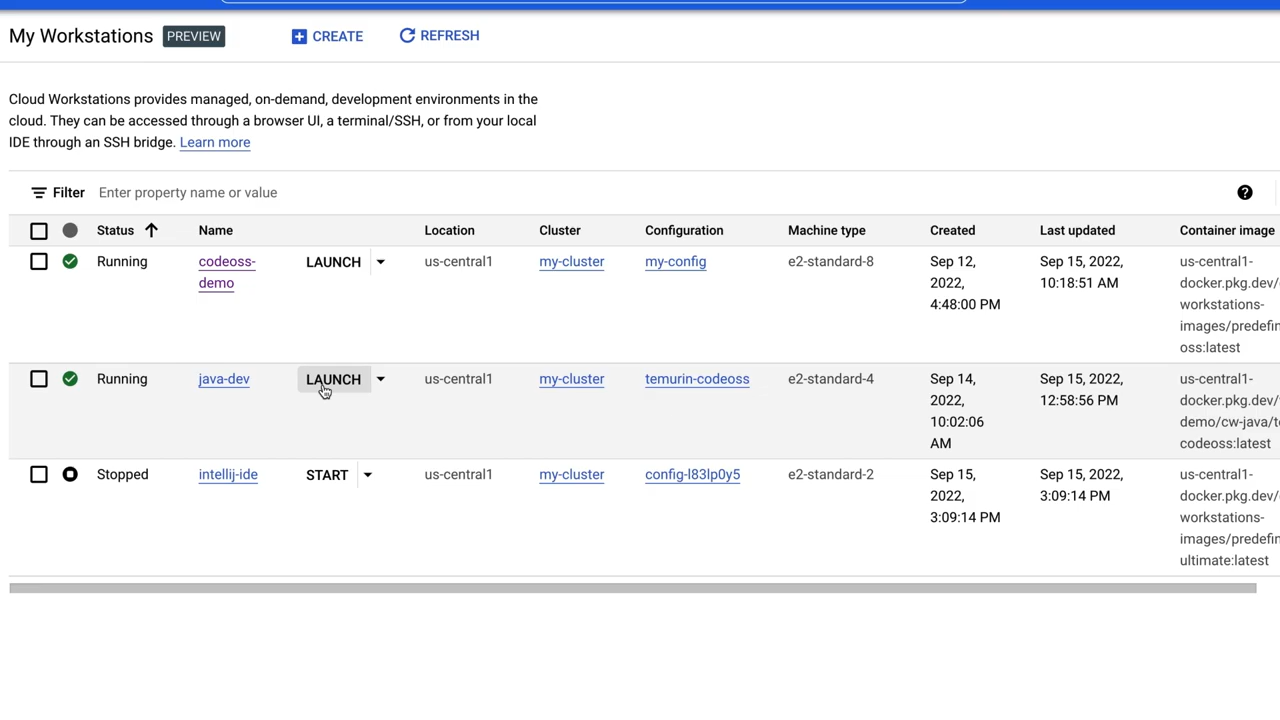 My Workstations PREVIEW CREATE REFRESH
Cloud Workstations provides managed, on-demand, development environments in the
cloud. They can be accessed through a browser UI, a terminal/SSH, or from your local
IDE through an SSH bridge. Learn more
Filter Enter property name or value ?
Status Name Location Cluster Configuration Machine type Created Last updated Container image
Running codeoss- LAUNCH us-central1 my-cluster my-config e2-standard-8 Sep 12, Sep 15, 2022, us-central1-
demo 2022, 10:18:51 AM docker.pkg.dev/
4:48:00 PM workstations-
images/predefin
oss:latest
Running java-dev LAUNCH us-central1 my-cluster temurin-codeoss e2-standard-4 Sep 14, Sep 15, 2022, us-central1-
2022, 12:58:56 PM docker.pkg.dev/
10:02:06 demo/cw-java/t
AM codeoss:latest
Stopped intellij-ide START us-central1 my-cluster config-l83lp0y5 e2-standard-2 Sep 15, Sep 15, 2022, us-central1-
2022, 3:09:14 PM docker.pkg.dev/
3:09:14 PM workstations-
images/predefin
ultimate:latest